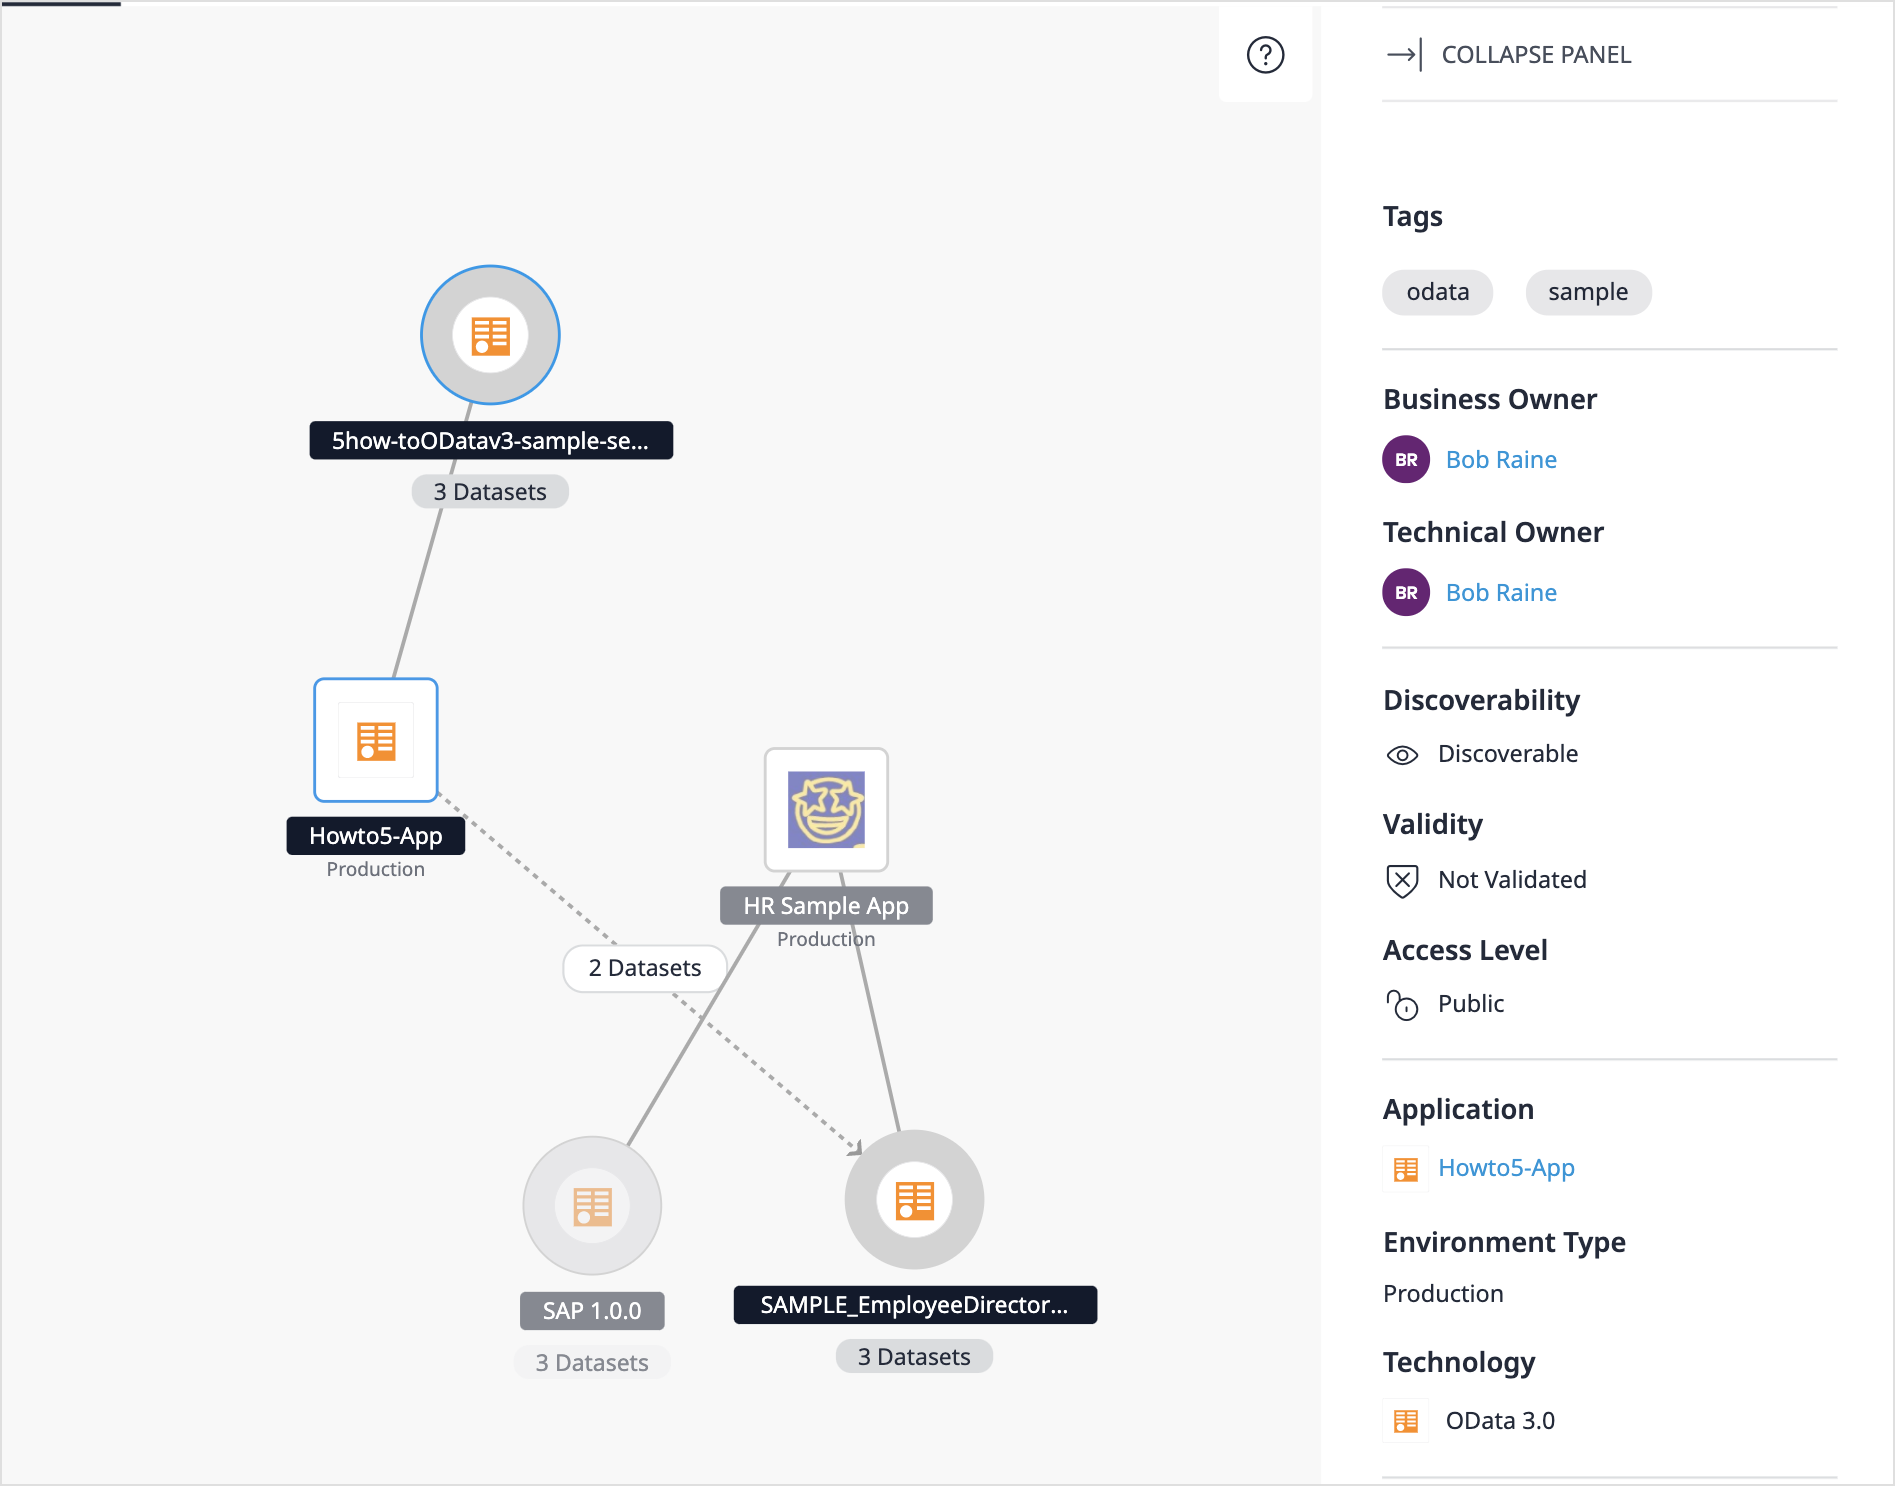 ?
5how-toODatav3-sample-se...
3 Datasets
Howto5-App
Production
HR Sample App
Production
2 Datasets
SAP 1.0.0
3 Datasets
SAMPLE_EmployeeDirector...
3 Datasets
COLLAPSE PANEL
Tags
odata sample
Business Owner
BR Bob Raine
Technical Owner
BR Bob Raine
Discoverability
Discoverable
Validity
Not Validated
Access Level
Public
Application
Howto5-App
Environment Type
Production
Technology
OData 3.0